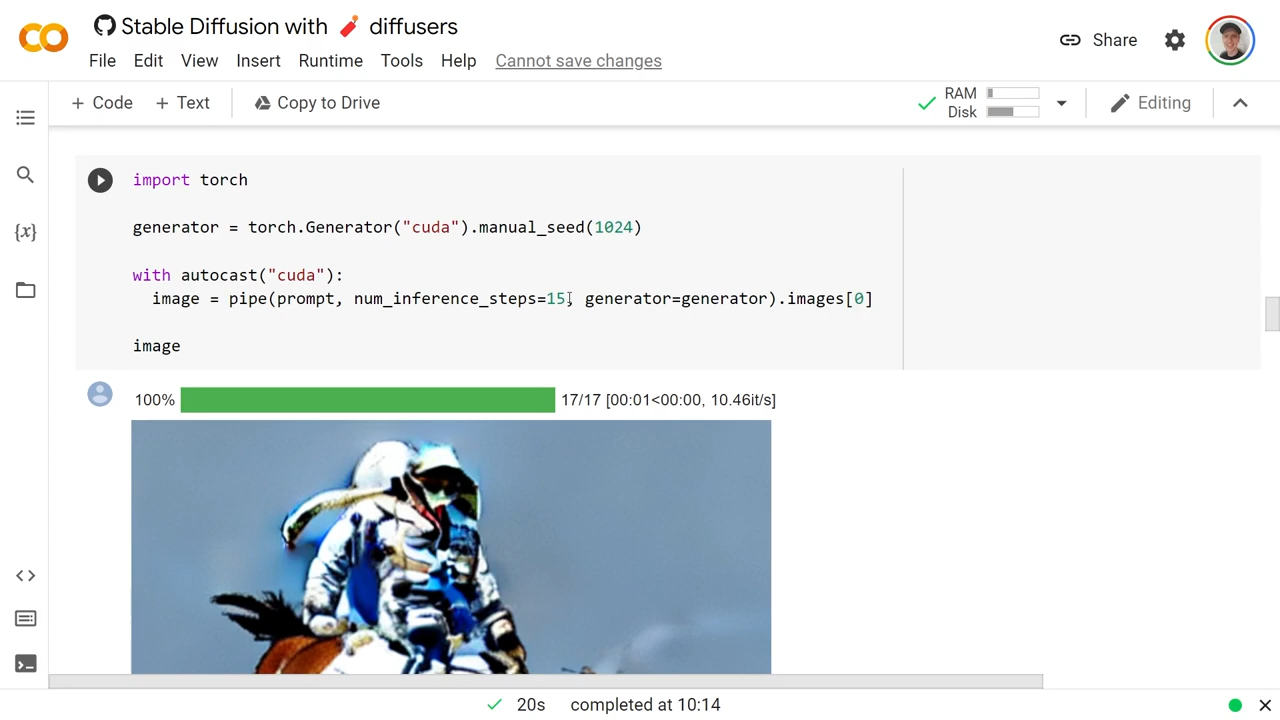 Stable Diffusion with 🧨 diffusers
File Edit View Insert Runtime Tools Help Cannot save changes
Share
+ Code + Text Copy to Drive
RAM
Disk
Editing
{x}
import torch
generator = torch.Generator("cuda").manual_seed(1024)
with autocast("cuda"):
image = pipe(prompt, num_inference_steps=15, generator=generator).images[0]
image
100% 17/17 [00:01<00:00, 10.46it/s]
20s completed at 10:14